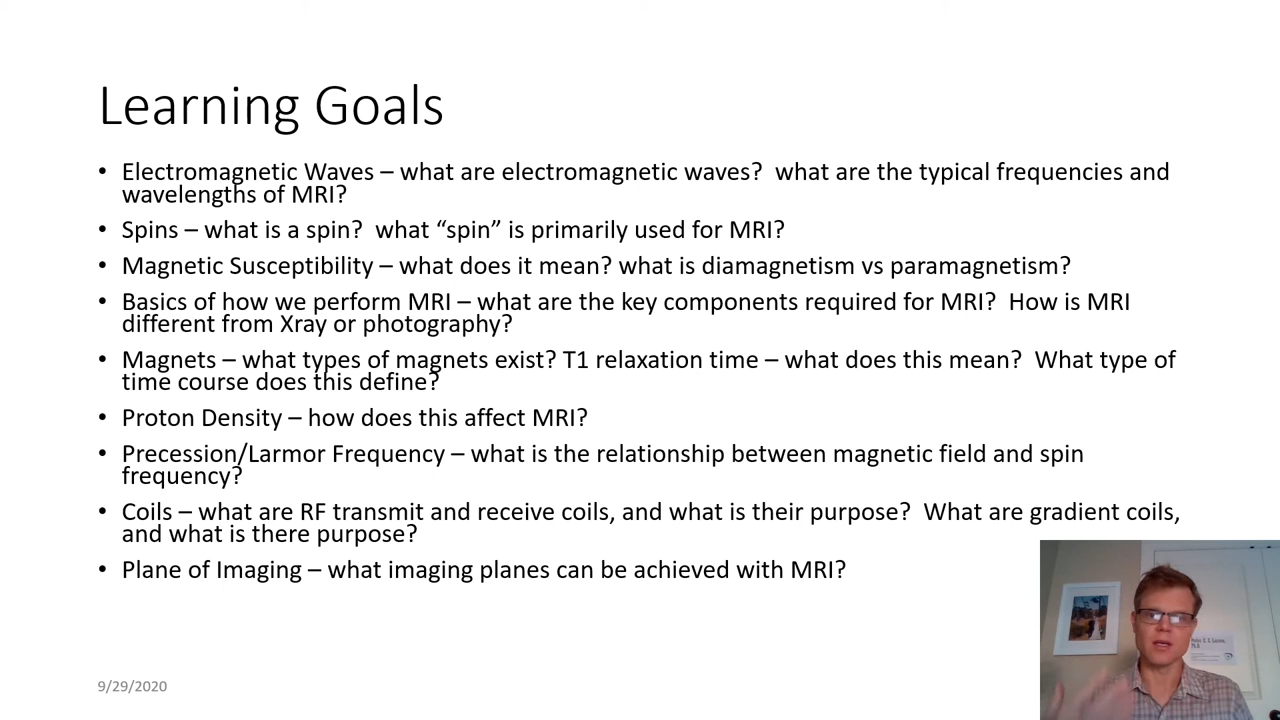 Learning Goals
• Electromagnetic Waves – what are electromagnetic waves?  what are the typical frequencies and
wavelengths of MRI?
• Spins – what is a spin?  what “spin” is primarily used for MRI?
• Magnetic Susceptibility – what does it mean? what is diamagnetism vs paramagnetism?
• Basics of how we perform MRI – what are the key components required for MRI?  How is MRI
different from Xray or photography?
• Magnets – what types of magnets exist? T1 relaxation time – what does this mean?  What type of
time course does this define?
• Proton Density – how does this affect MRI?
• Precession/Larmor Frequency – what is the relationship between magnetic field and spin
frequency?
• Coils – what are RF transmit and receive coils, and what is their purpose?  What are gradient coils,
and what is there purpose?
• Plane of Imaging – what imaging planes can be achieved with MRI?
9/29/2020